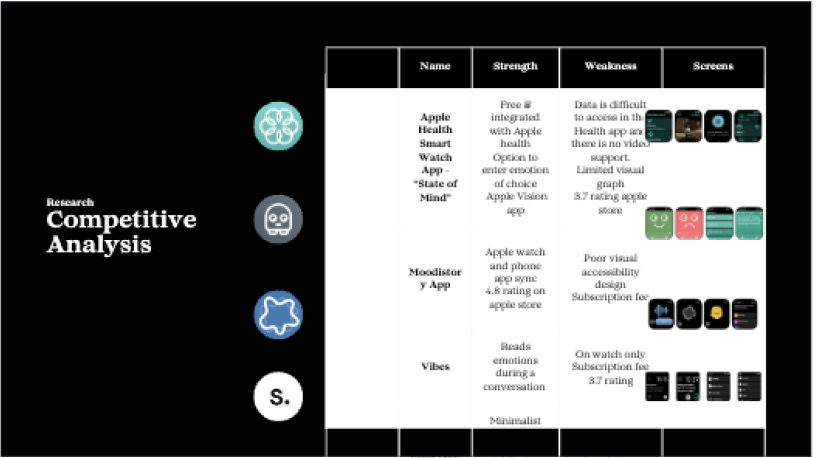 Research
Competitive
Analysis
S.
Name
Strength
Weakness
Screens
Apple
Health
Smart
Watch
App -
"State of
Mind"
Free &
integrated
with Apple
health
Option to
enter emotion
of choice
Apple Vision
app
Data is difficult
to access in the
Health app and
there is no video
support.
Limited visual
graph
3.7 rating apple
store
Moodistor
y App
Apple watch
and phone
app sync
4.8 rating on
apple store
Poor visual
accessibility
design
Subscription fee
Vibes
Reads
emotions
during a
conversation
On watch only
Subscription fee
3.7 rating
Minimalist